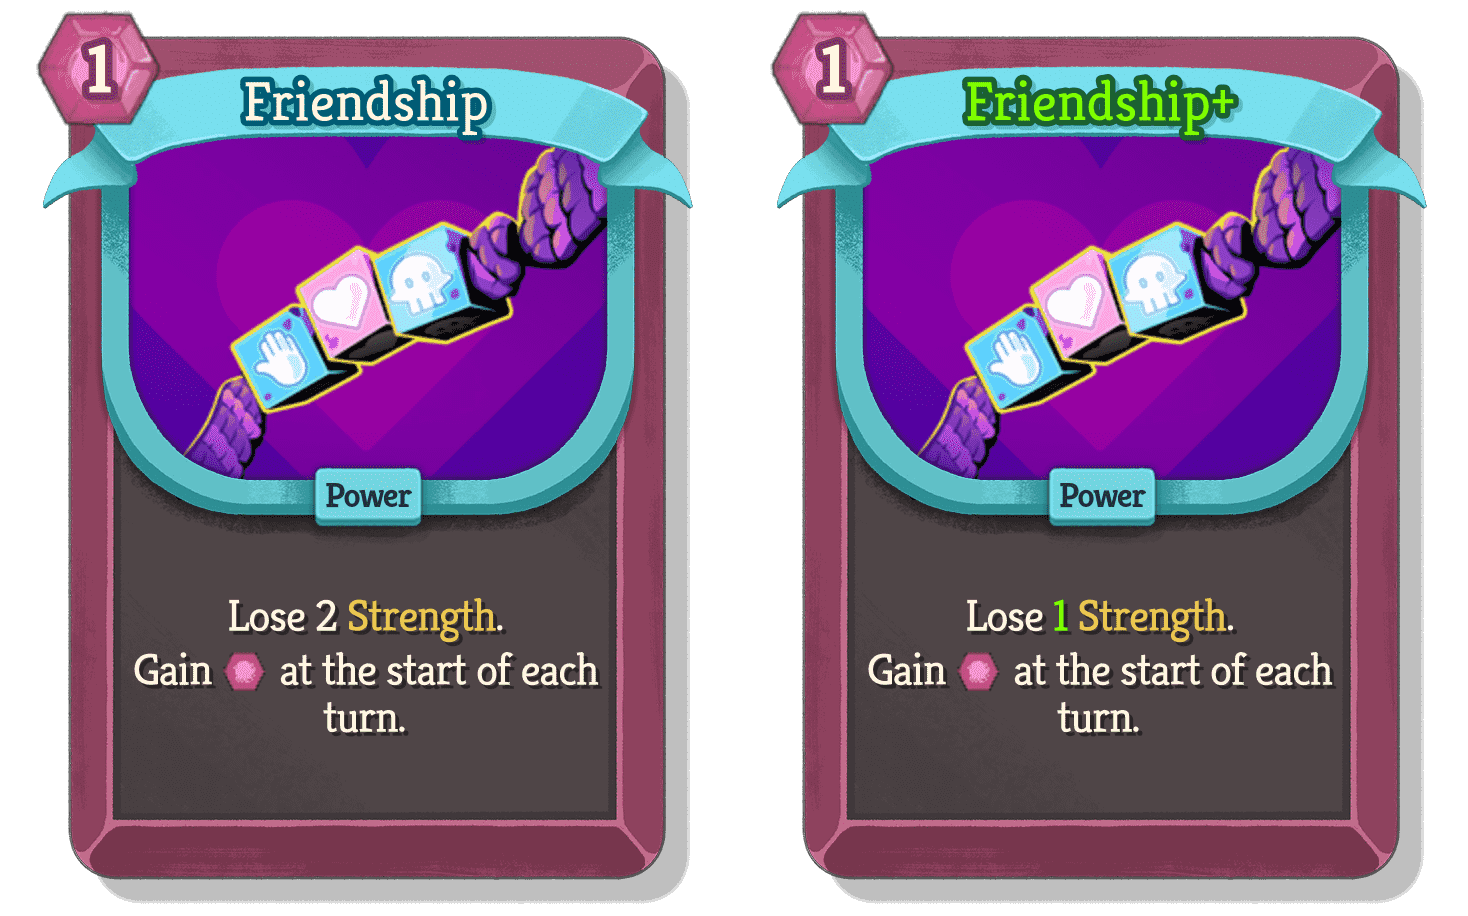 1
Friendship
Power
Lose 2 Strength.
Gain at the start of each
turn.
1
Friendship+
Power
Lose 1 Strength.
Gain at the start of each
turn.